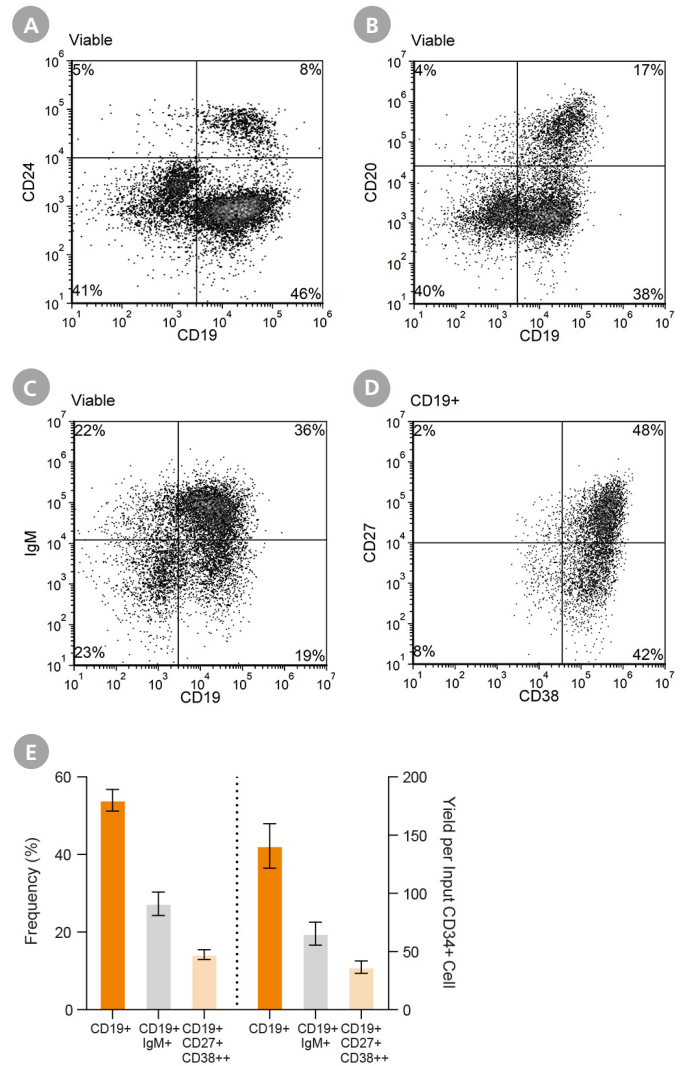 A
Viable
5%
8%
41%
46%
10^6
10^5
10^4
10^3
10^2
10^1
CD24
10^1 10^2 10^3 10^4 10^5 10^6
CD19
B
Viable
4%
17%
40%
38%
10^7
10^6
10^5
10^4
10^3
10^2
10^1
CD20
10^1 10^2 10^3 10^4 10^5 10^6 10^7
CD19
C
Viable
22%
36%
23%
19%
10^7
10^6
10^5
10^4
10^3
10^2
10^1
IgM
10^1 10^2 10^3 10^4 10^5 10^6 10^7
CD19
D
CD19+
2%
48%
8%
42%
10^7
10^6
10^5
10^4
10^3
10^2
10^1
CD27
10^1 10^2 10^3 10^4 10^5 10^6 10^7
CD38
E
60
40
20
0
Frequency (%)
200
150
100
50
0
Yield per Input CD34+ Cell
CD19+
CD19+
IgM+
CD19+
CD27+
CD38++
CD19+
CD19+
IgM+
CD19+
CD27+
CD38++